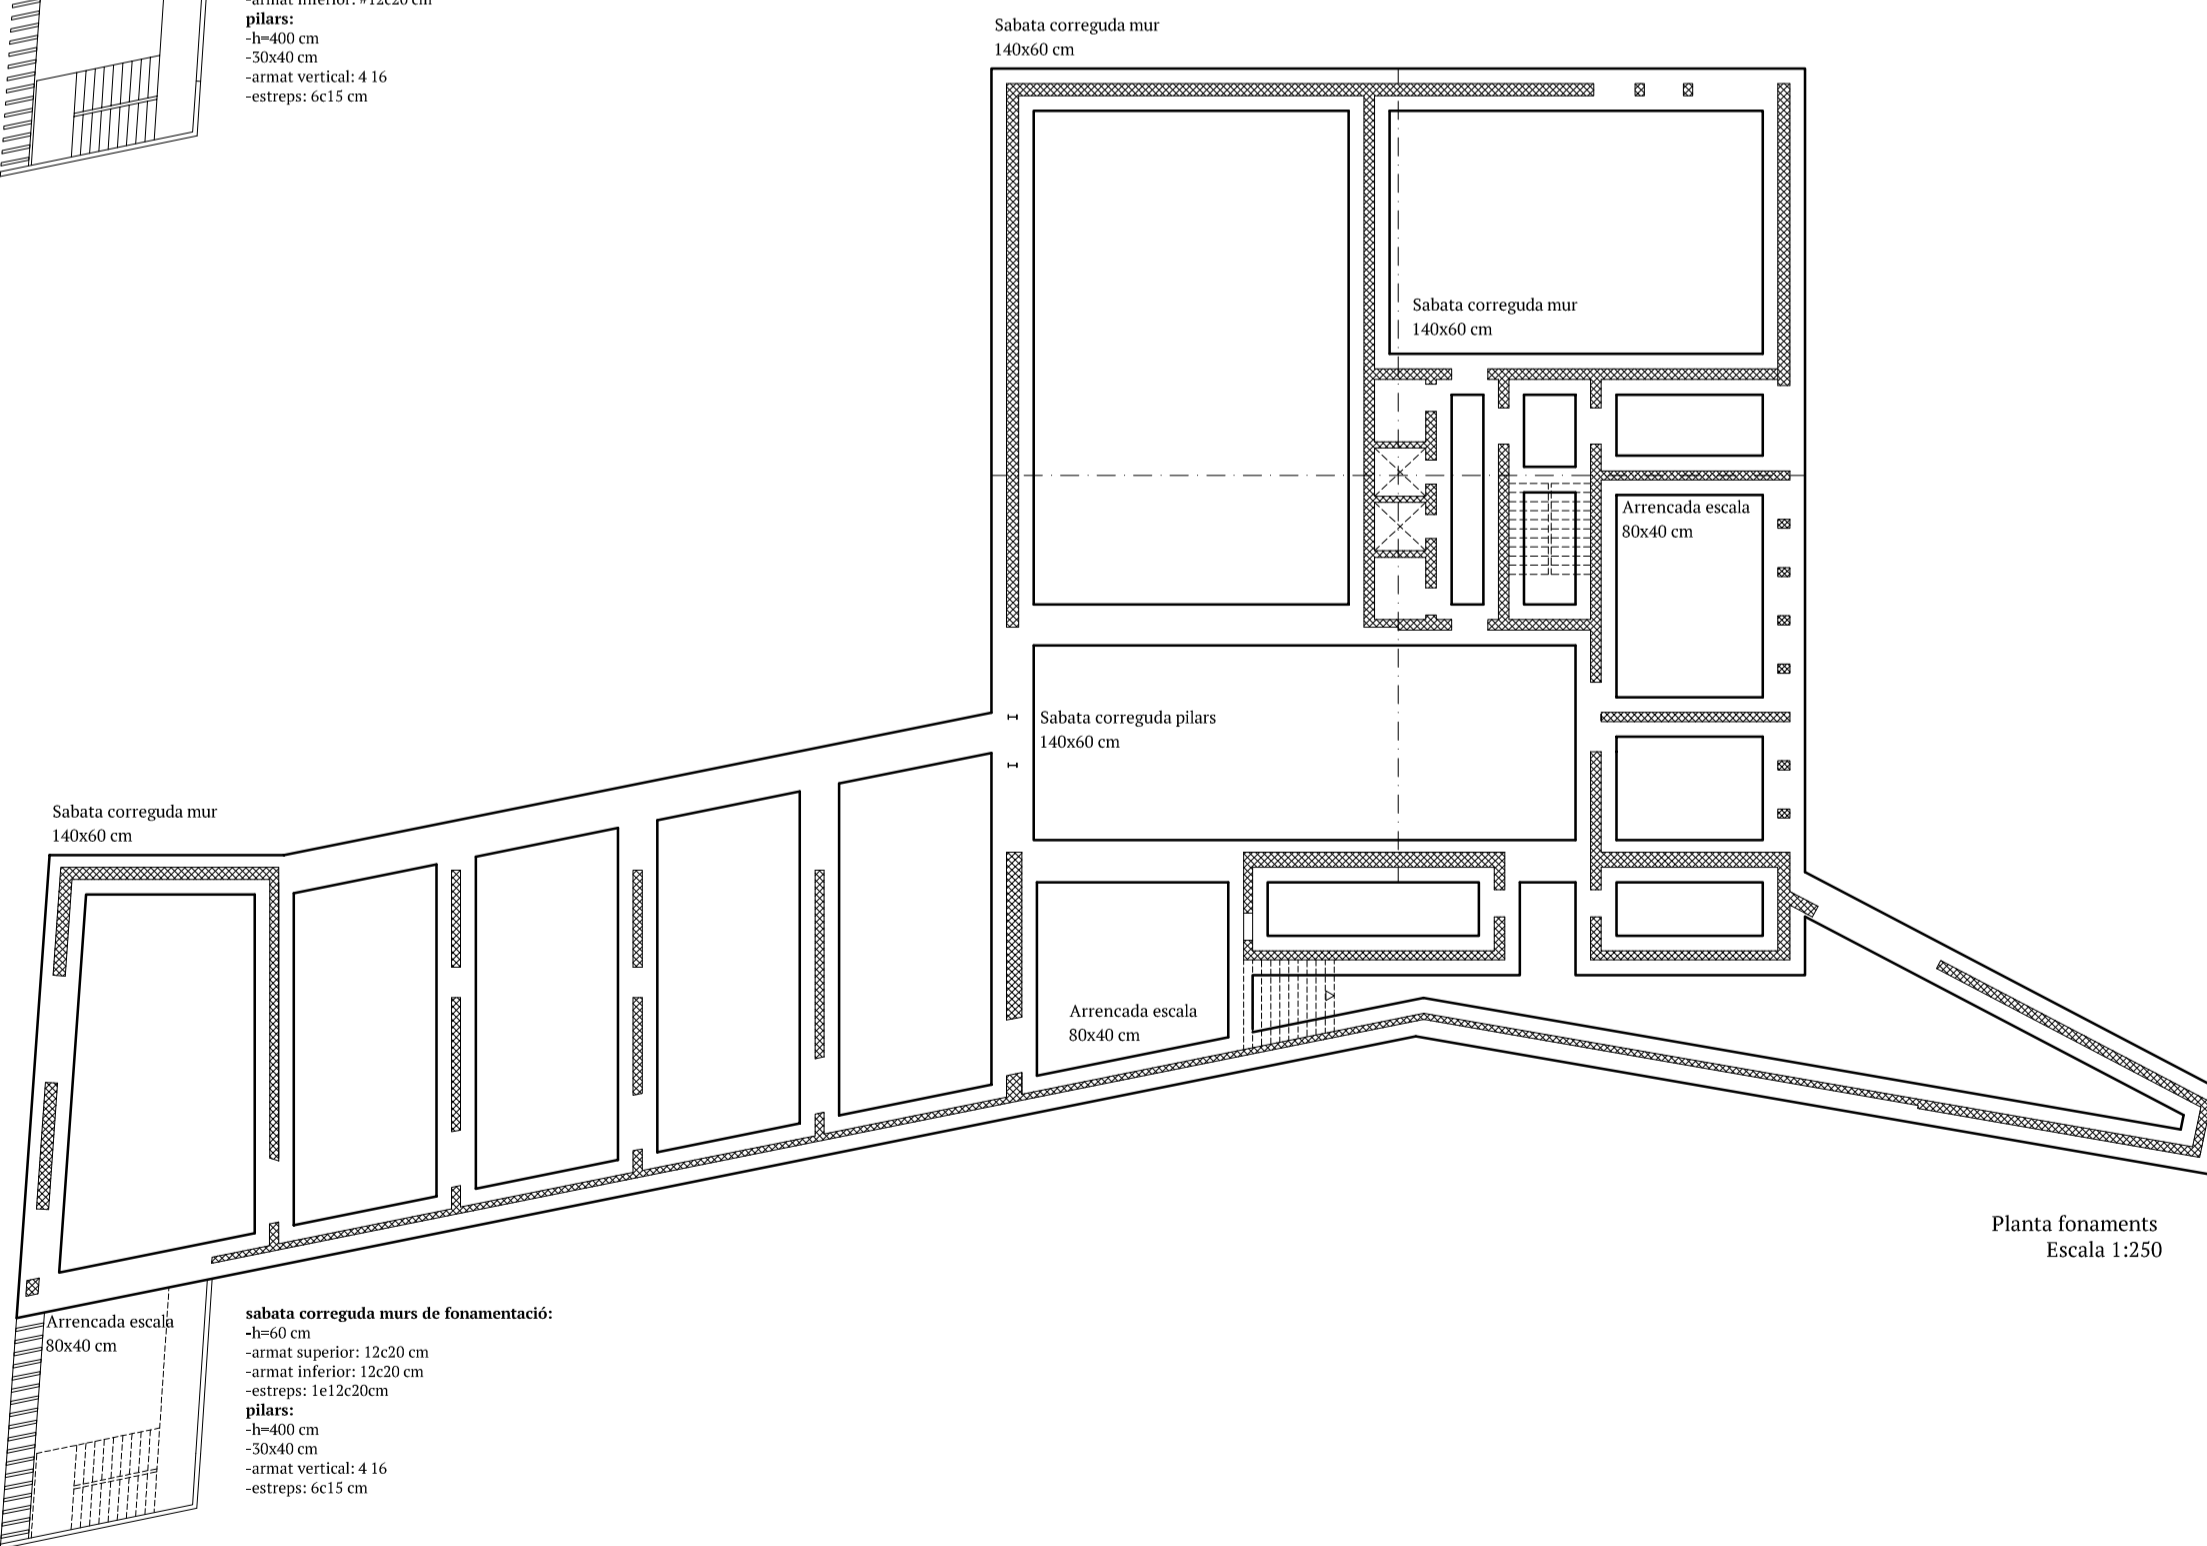 -armat inferior: #12c20 cm
pilars:
-h=400 cm
-30x40 cm
-armat vertical: 4 16
-estreps: 6c15 cm
Sabata correguda mur
140x60 cm
Sabata correguda mur
140x60 cm
Arrencada escala
80x40 cm
Sabata correguda pilars
140x60 cm
Sabata correguda mur
140x60 cm
Arrencada escala
80x40 cm
Planta fonaments
Escala 1:250
Arrencada escala
80x40 cm
sabata correguda murs de fonamentació:
-h=60 cm
-armat superior: 12c20 cm
-armat inferior: 12c20 cm
-estreps: 1e12c20cm
pilars:
-h=400 cm
-30x40 cm
-armat vertical: 4 16
-estreps: 6c15 cm